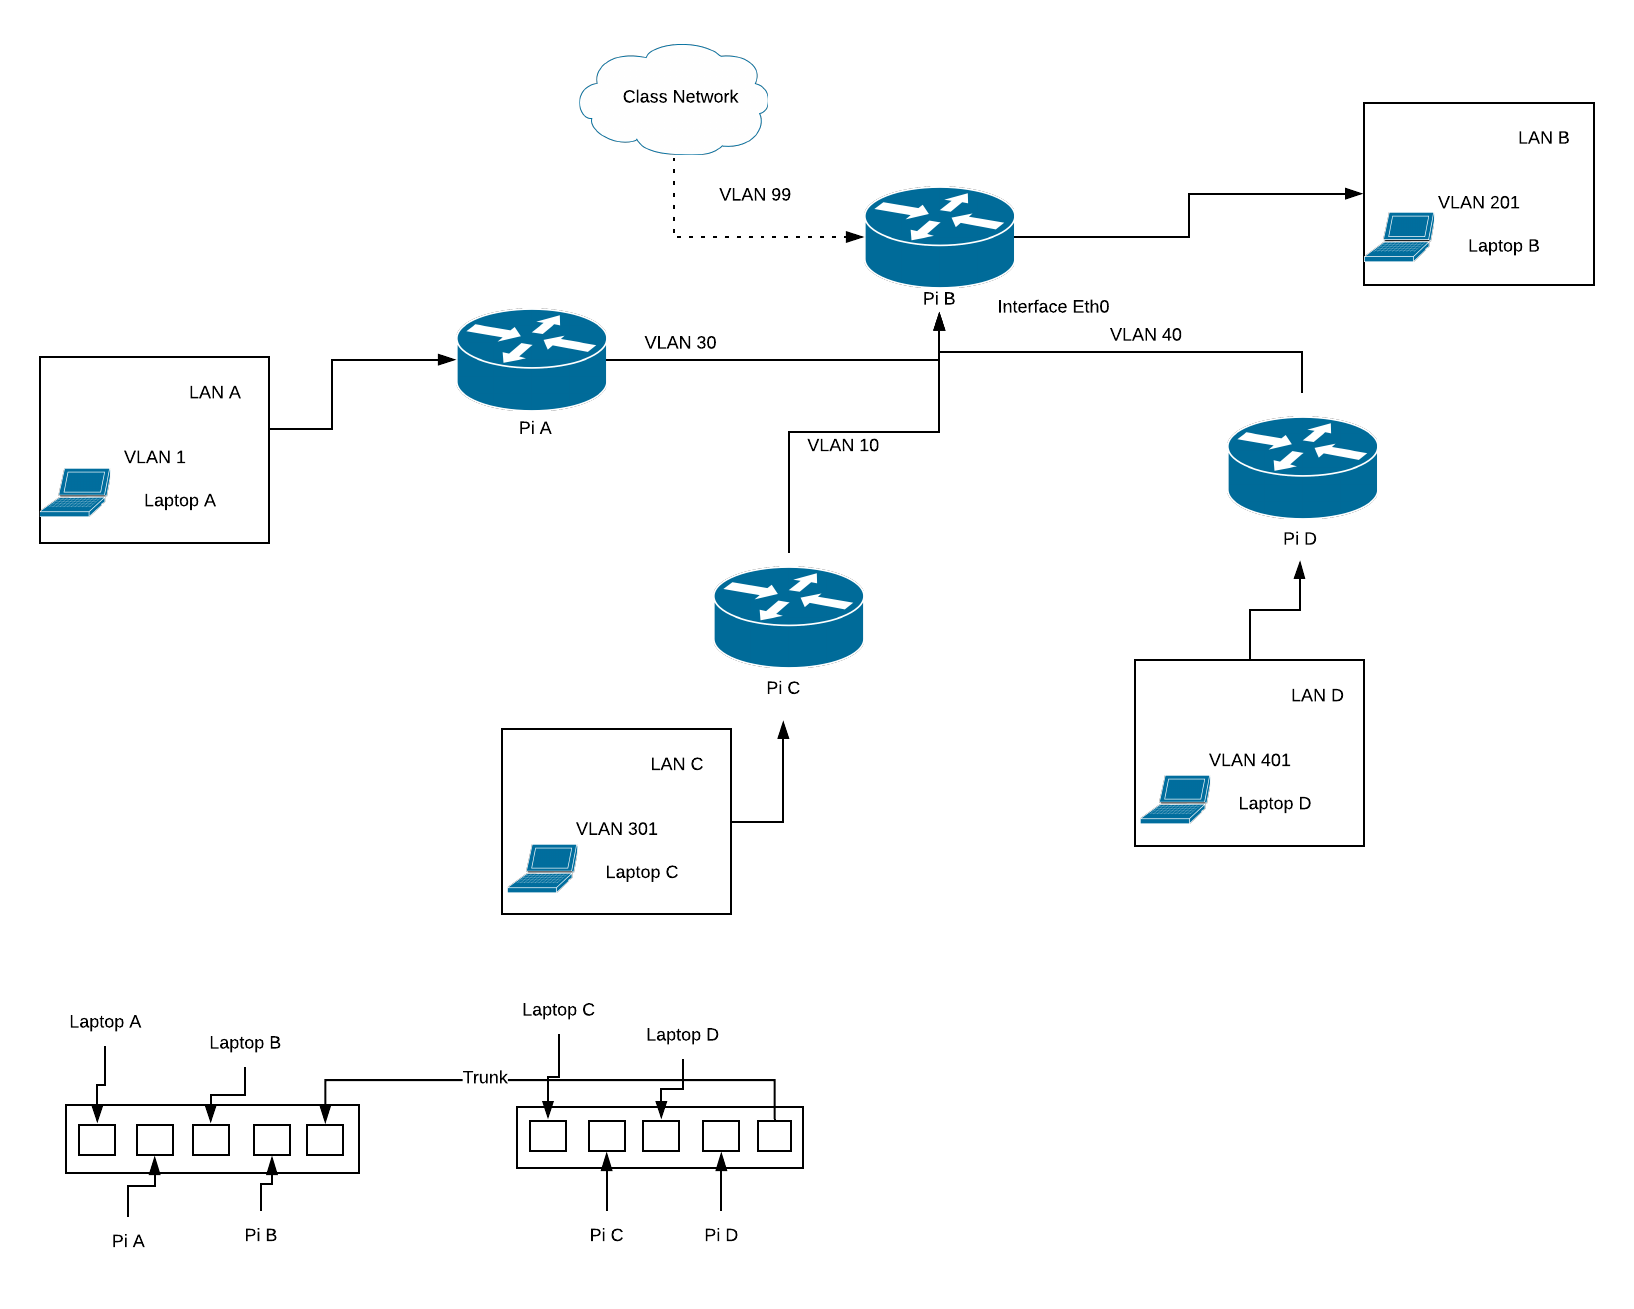 Class Network
LAN B
VLAN 99
VLAN 201
Laptop B
Pi B
Interface Eth0
VLAN 30
VLAN 40
LAN A
Pi A
VLAN 10
VLAN 1
Laptop A
Pi D
Pi C
LAN D
LAN C
VLAN 401
Laptop D
VLAN 301
Laptop C
Laptop A
Laptop B
Laptop C
Laptop D
Trunk
Pi A
Pi B
Pi C
Pi D